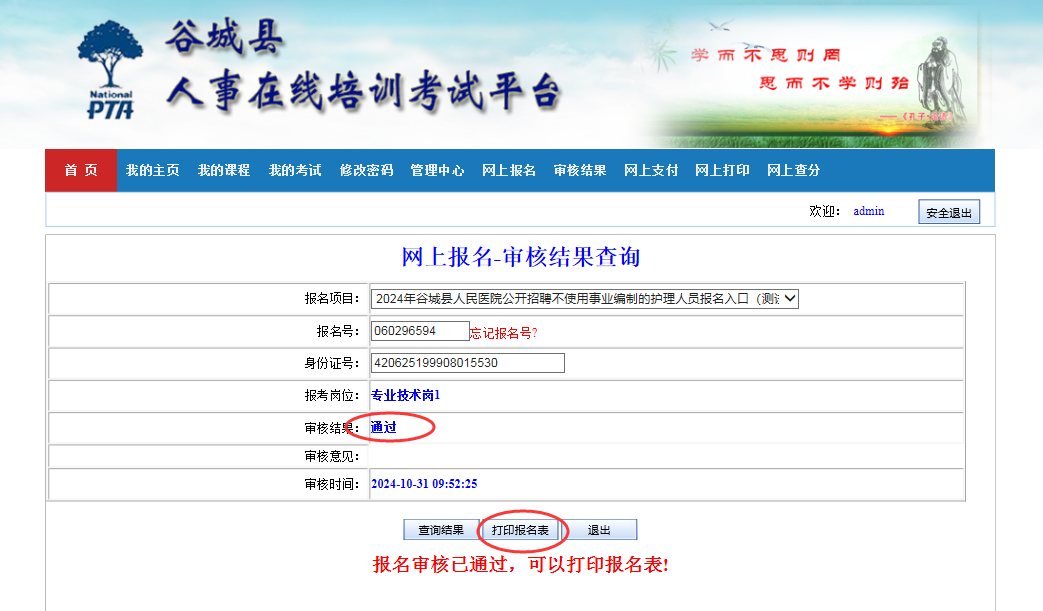 谷城县
人事在线培训考试平台
National
PTA
学而不思则罔
思而不学则殆
——《孔子·论语》
首 页 我的主页 我的课程 我的考试 修改密码 管理中心 网上报名 审核结果 网上支付 网上打印 网上查分
欢迎： admin 安全退出
网上报名-审核结果查询
报名项目： 2024年谷城县人民医院公开招聘不使用事业编制的护理人员报名入口（测试
报名号： 060296594 忘记报名号?
身份证号： 420625199908015530
报考岗位： 专业技术岗1
审核结果： 通过
审核意见：
审核时间： 2024-10-31 09:52:25
查询结果 打印报名表 退出
报名审核已通过，可以打印报名表!